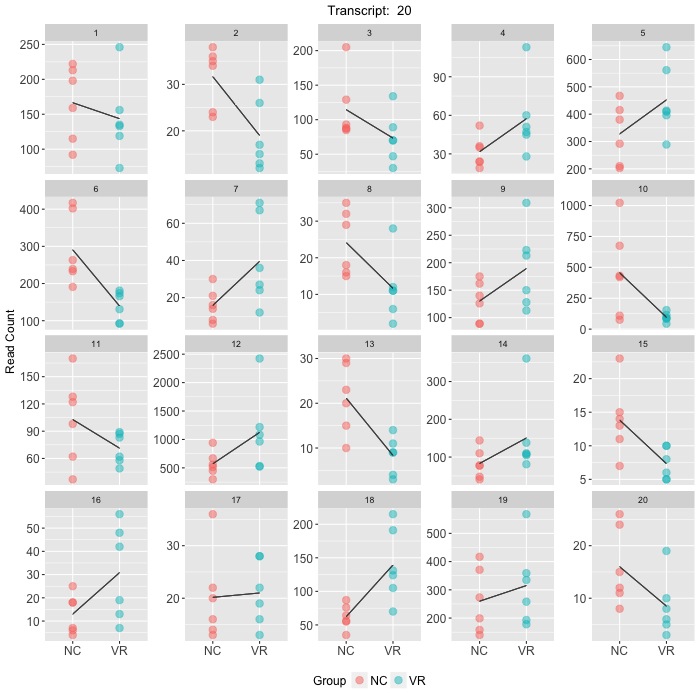 Transcript: 20
Read Count
1 2 3 4 5
250 200 150 100
30 20
200 150 100 50
90 60 30
600 500 400 300 200
6 7 8 9 10
400 300 200 100
60 40 20
30 20 10
300 250 200 150 100
1000 750 500 250 0
11 12 13 14 15
150 120 90 60
2500 2000 1500 1000 500
30 20 10
300 200 100
20 15 10 5
16 17 18 19 20
50 40 30 20 10
30 20
200 150 100 50
500 400 300 200
20 10
NC VR NC VR NC VR NC VR NC VR
Group NC VR